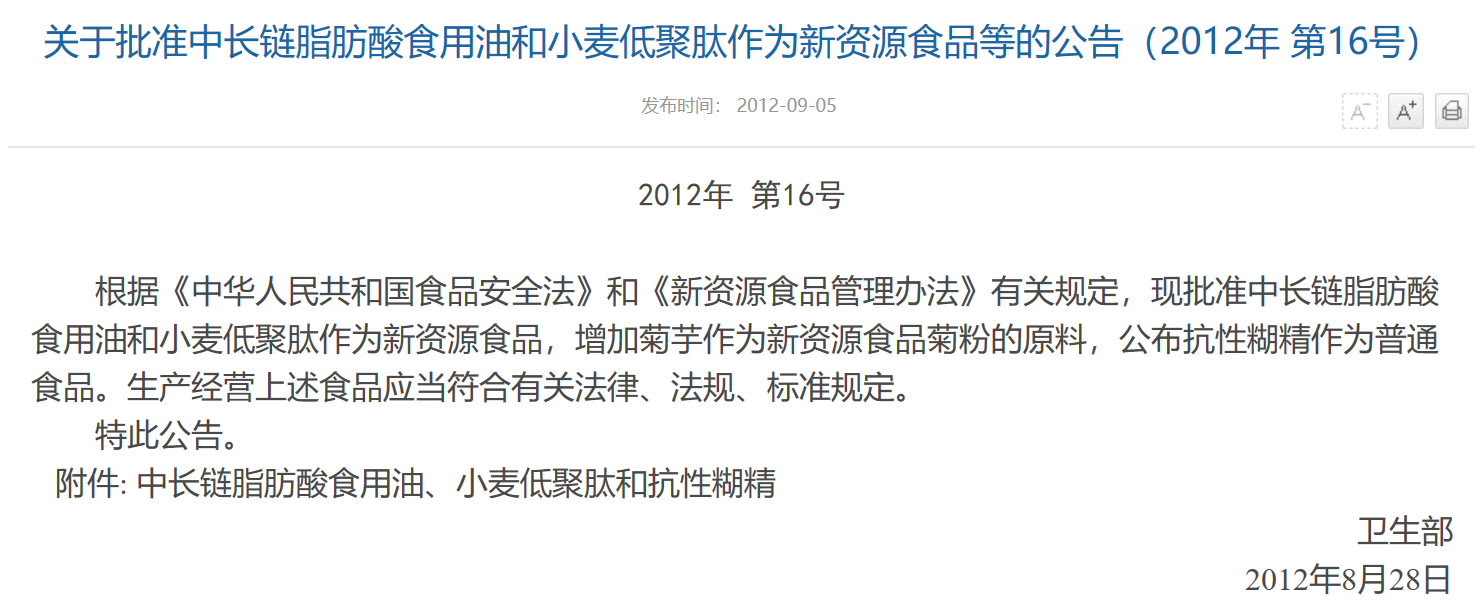 关于批准中长链脂肪酸食用油和小麦低聚肽作为新资源食品等的公告（2012年 第16号）
发布时间： 2012-09-05
A- A+
2012年 第16号
根据《中华人民共和国食品安全法》和《新资源食品管理办法》有关规定，现批准中长链脂肪酸
食用油和小麦低聚肽作为新资源食品，增加菊芋作为新资源食品菊粉的原料，公布抗性糊精作为普通
食品。生产经营上述食品应当符合有关法律、法规、标准规定。
特此公告。
附件: 中长链脂肪酸食用油、小麦低聚肽和抗性糊精
卫生部
2012年8月28日